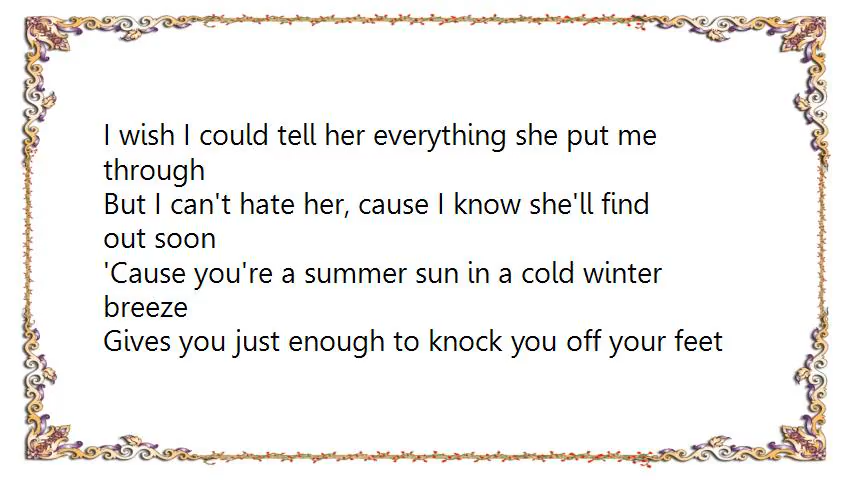 I wish I could tell her everything she put me
through
But I can't hate her, cause I know she'll find
out soon
'Cause you're a summer sun in a cold winter
breeze
Gives you just enough to knock you off your feet